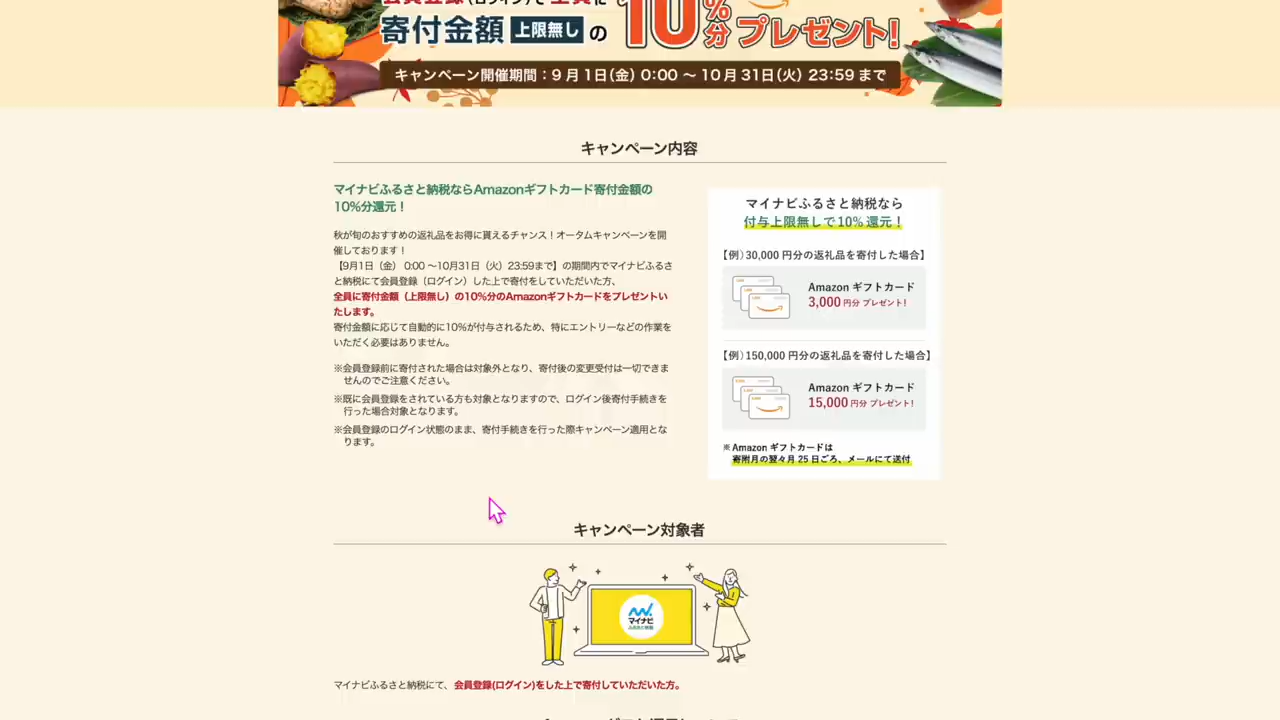 寄付金額 上限無し の 10%分 プレゼント!
キャンペーン開催期間：9月1日(金) 0:00 ～ 10月31日(火) 23:59 まで
キャンペーン内容
マイナビふるさと納税ならAmazonギフトカード寄付金額の
10%分還元！
秋が旬のおすすめの返礼品をお得に貰えるチャンス！オータムキャンペーンを開
催しております！
【9月1日（金） 0:00 ～10月31日（火）23:59まで】の期間内でマイナビふるさ
と納税にて会員登録（ログイン）した上で寄付をしていただいた方、
全員に寄付金額（上限無し）の10%分のAmazonギフトカードをプレゼントい
たします。
寄付金額に応じて自動的に10%が付与されるため、特にエントリーなどの作業を
いただく必要はありません。
※会員登録前に寄付された場合は対象外となり、寄付後の変更受付は一切できま
せんのでご注意ください。
※既に会員登録をされている方も対象となりますので、ログイン後寄付手続きを
行った場合対象となります。
※会員登録のログイン状態のまま、寄付手続きを行った際キャンペーン適用とな
ります。
マイナビふるさと納税なら
付与上限無しで10%還元！
【例）30,000 円分の返礼品を寄付した場合】
Amazon ギフトカード
3,000 円分 プレゼント!
【例）150,000 円分の返礼品を寄付した場合】
Amazon ギフトカード
15,000 円分 プレゼント!
※ Amazon ギフトカードは
寄附月の翌々月 25 日ごろ、メールにて送付
キャンペーン対象者
マイナビ
ふるさと納税
マイナビふるさと納税にて、会員登録(ログイン)をした上で寄付していただいた方。